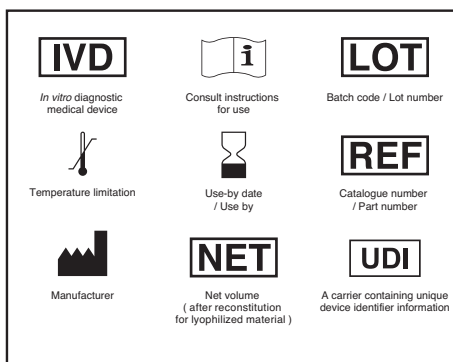 IVD
In vitro diagnostic
medical device
i
Consult instructions
for use
LOT
Batch code / Lot number
Temperature limitation
Use-by date
/ Use by
REF
Catalogue number
/ Part number
Manufacturer
NET
Net volume
( after reconstitution
for lyophilized material )
UDI
A carrier containing unique
device identifier information